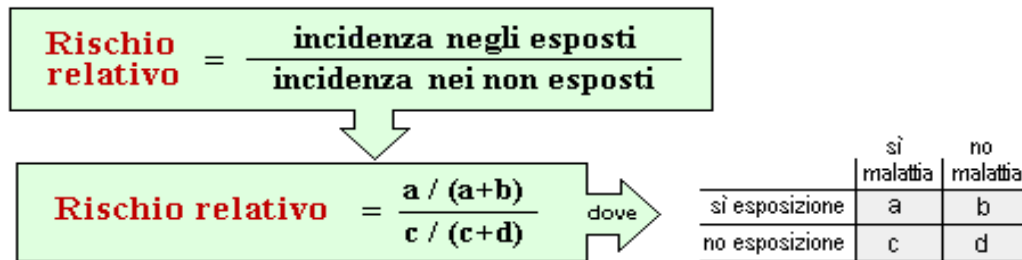 Rischio relativo = incidenza negli esposti / incidenza nei non esposti
Rischio relativo = a / (a+b) / c / (c+d)
dove
sì malattia no malattia
sì esposizione a b
no esposizione c d